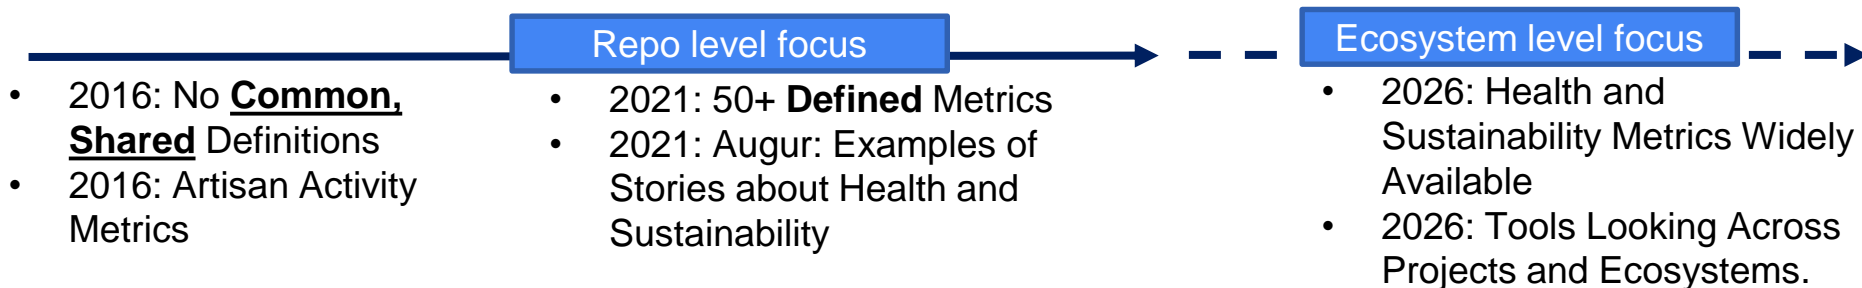 Repo level focus
Ecosystem level focus
• 2016: No Common,
Shared Definitions
• 2016: Artisan Activity
Metrics
• 2021: 50+ Defined Metrics
• 2021: Augur: Examples of
Stories about Health and
Sustainability
• 2026: Health and
Sustainability Metrics Widely
Available
• 2026: Tools Looking Across
Projects and Ecosystems.